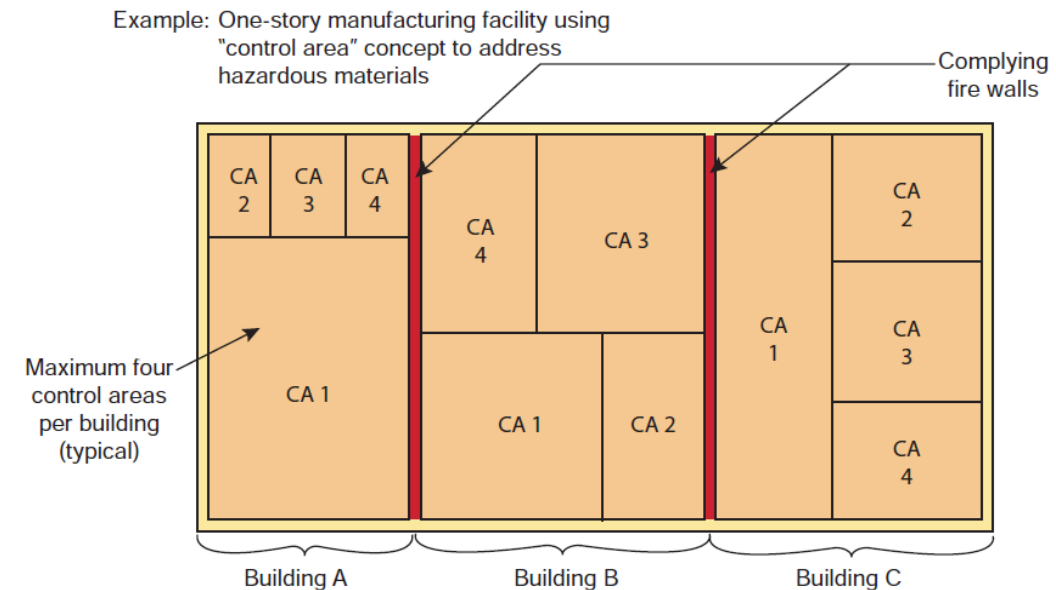 Example: One-story manufacturing facility using
“control area” concept to address
hazardous materials
Complying
fire walls
CA
2
CA
3
CA
4
CA 1
CA
4
CA 3
CA 1
CA 2
CA
1
CA
2
CA
3
CA
4
Maximum four
control areas
per building
(typical)
Building A
Building B
Building C